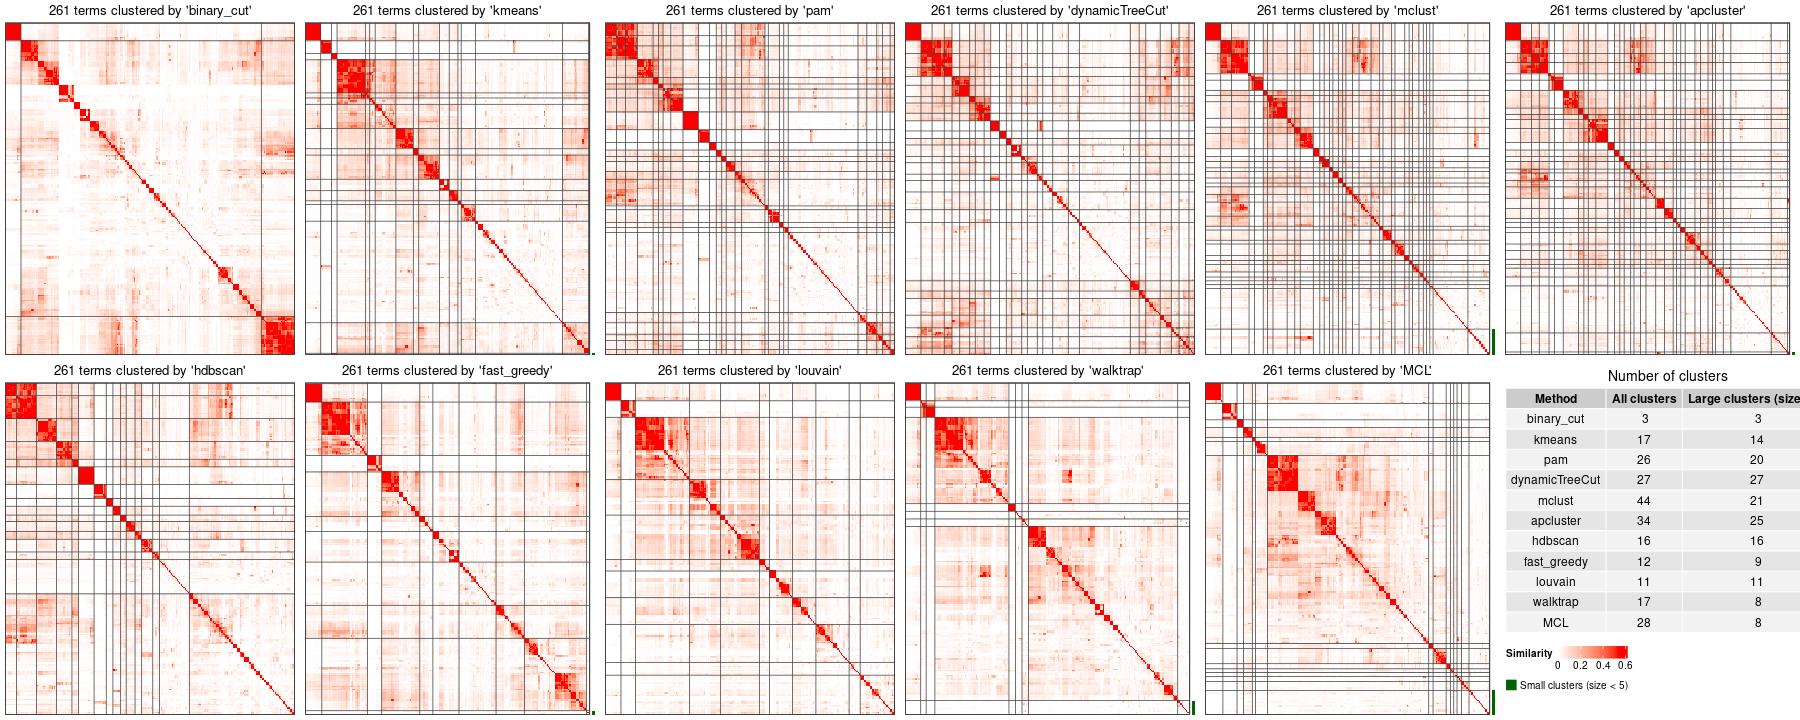 261 terms clustered by 'binary_cut'
261 terms clustered by 'kmeans'
261 terms clustered by 'pam'
261 terms clustered by 'dynamicTreeCut'
261 terms clustered by 'mclust'
261 terms clustered by 'apcluster'
261 terms clustered by 'hdbscan'
261 terms clustered by 'fast_greedy'
261 terms clustered by 'louvain'
261 terms clustered by 'walktrap'
261 terms clustered by 'MCL'
Number of clusters
Method All clusters Large clusters (size
binary_cut 3 3
kmeans 17 14
pam 26 20
dynamicTreeCut 27 27
mclust 44 21
apcluster 34 25
hdbscan 16 16
fast_greedy 12 9
louvain 11 11
walktrap 17 8
MCL 28 8
Similarity
0 0.2 0.4 0.6
Small clusters (size < 5)